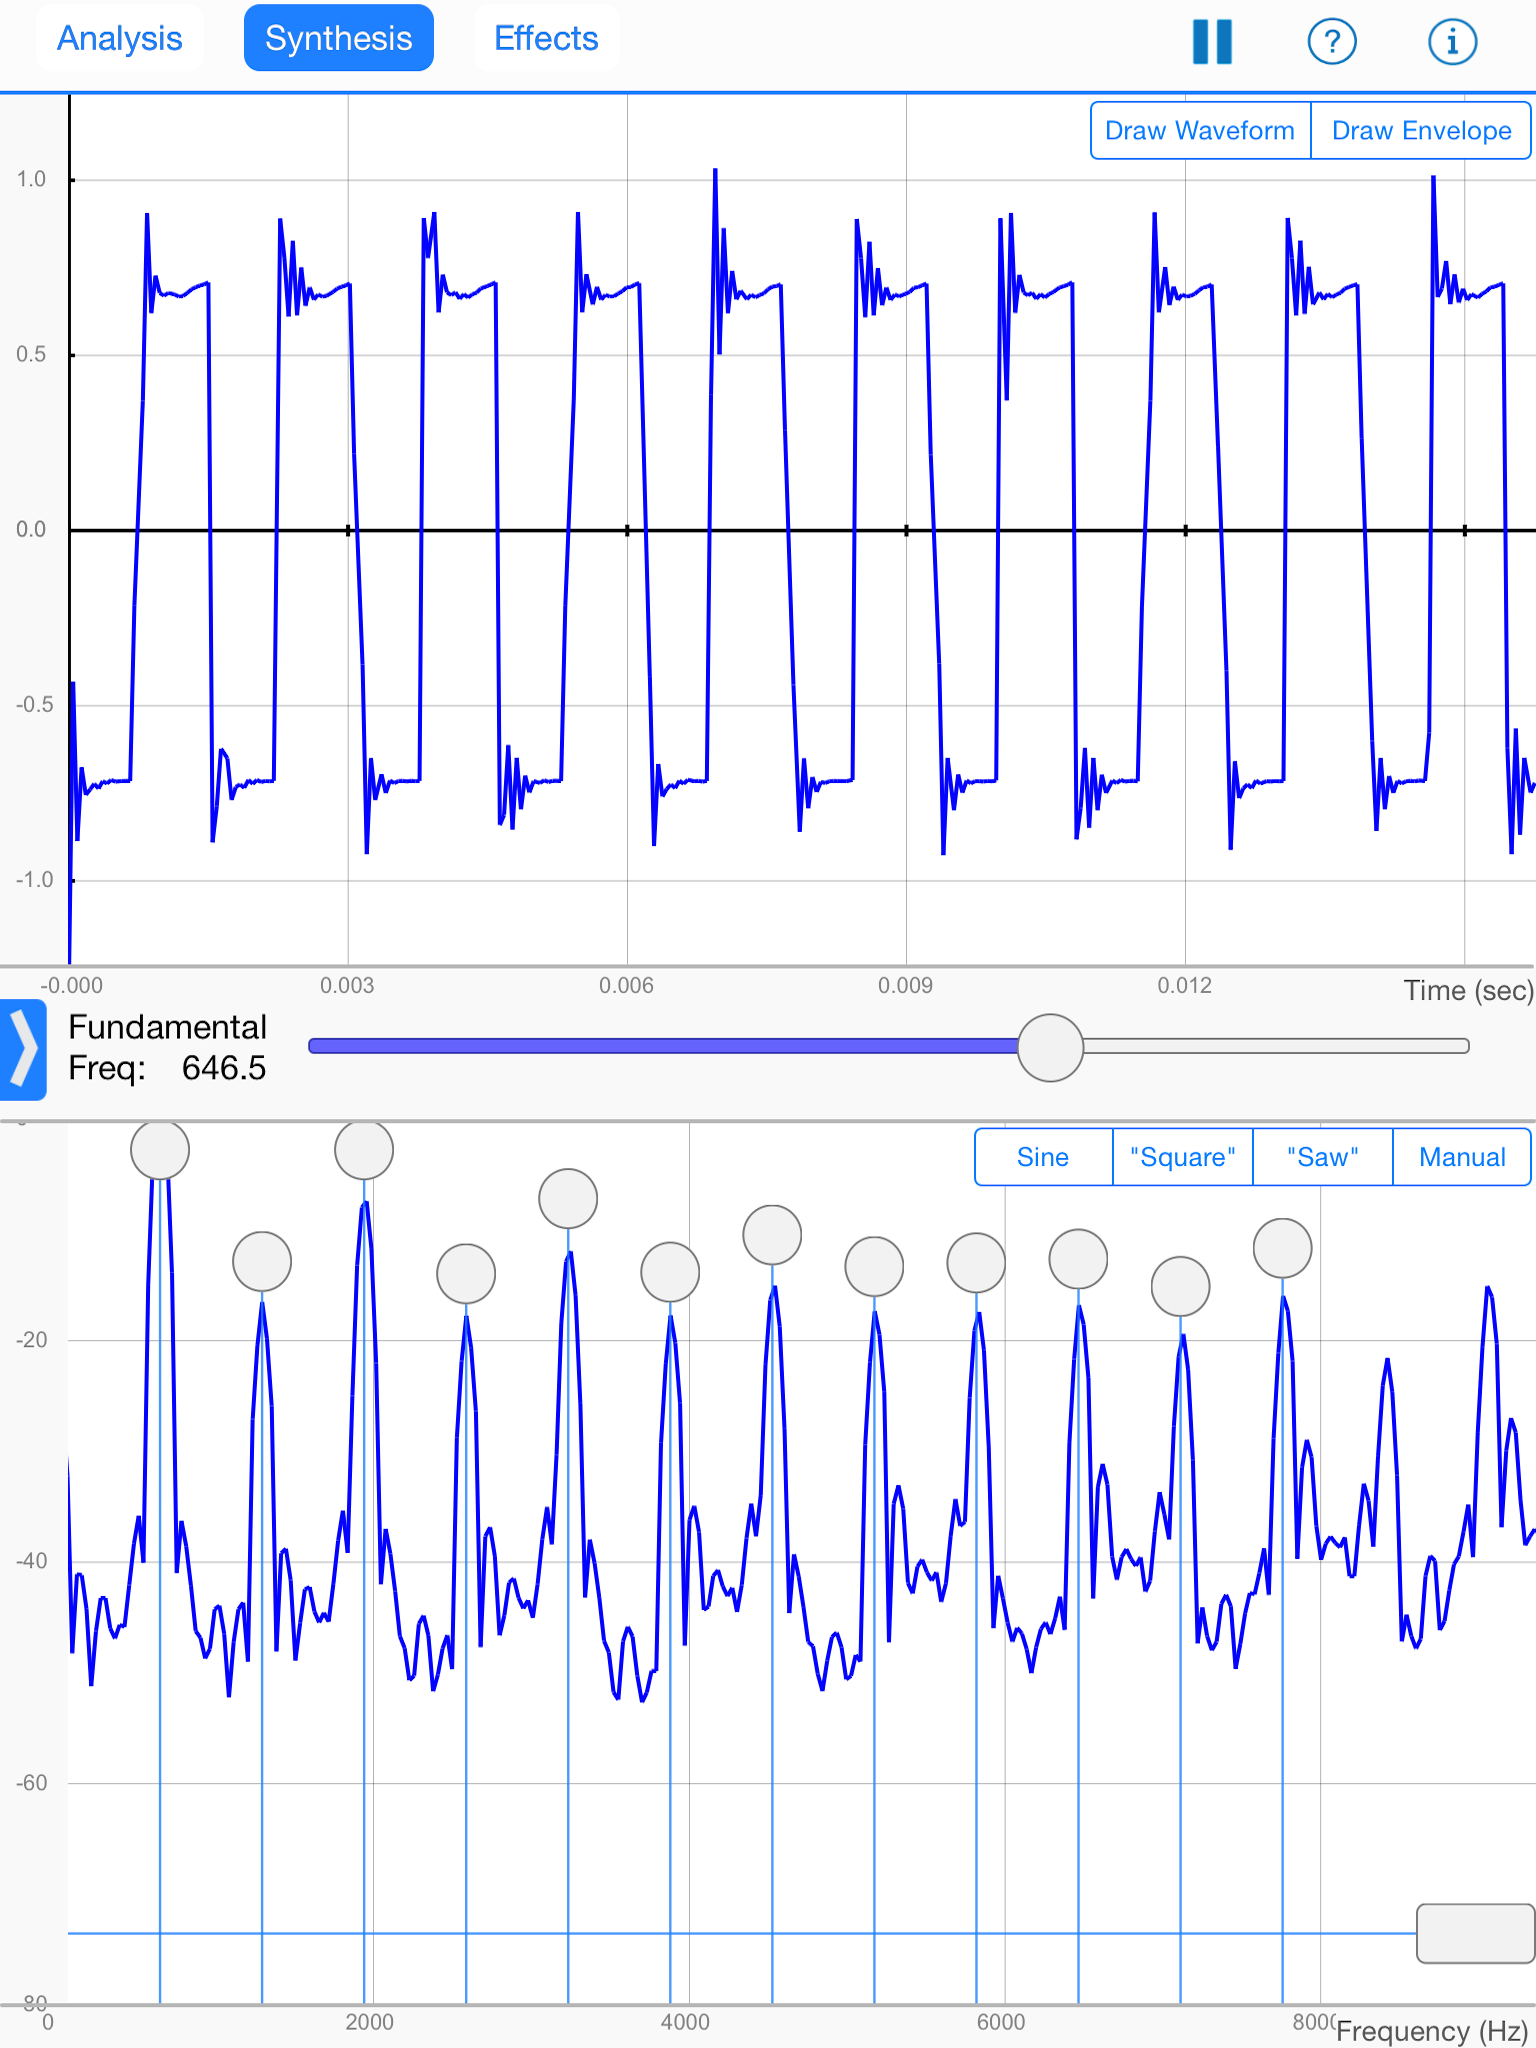 Analysis Synthesis Effects ? i
Draw Waveform Draw Envelope
1.0
0.5
0.0
-0.5
-1.0
-0.000 0.003 0.006 0.009 0.012 Time (sec)
Fundamental
Freq: 646.5
Sine "Square" "Saw" Manual
-20
-40
-60
80
0 2000 4000 6000 8000 Frequency (Hz)